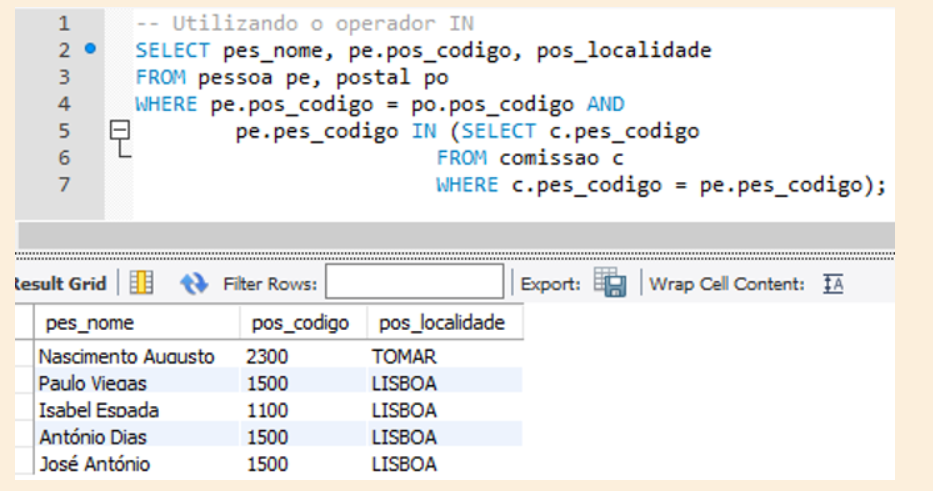 1 -- Utilizando o operador IN
2 SELECT pes_nome, pe.pos_codigo, pos_localidade
3 FROM pessoa pe, postal po
4 WHERE pe.pos_codigo = po.pos_codigo AND
5 pe.pes_codigo IN (SELECT c.pes_codigo
6 FROM comissao c
7 WHERE c.pes_codigo = pe.pes_codigo);
Result Grid Filter Rows: Export: Wrap Cell Content: IA
pes_nome pos_codigo pos_localidade
Nascimento Augusto 2300 TOMAR
Paulo Viegas 1500 LISBOA
Isabel Espada 1100 LISBOA
António Dias 1500 LISBOA
José António 1500 LISBOA